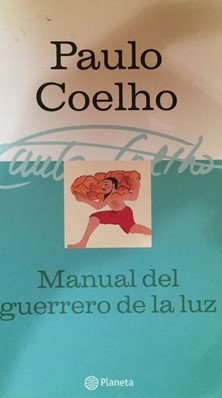 Paulo
Coelho
Paulo Coelho
Manual del
guerrero de la luz
Planeta